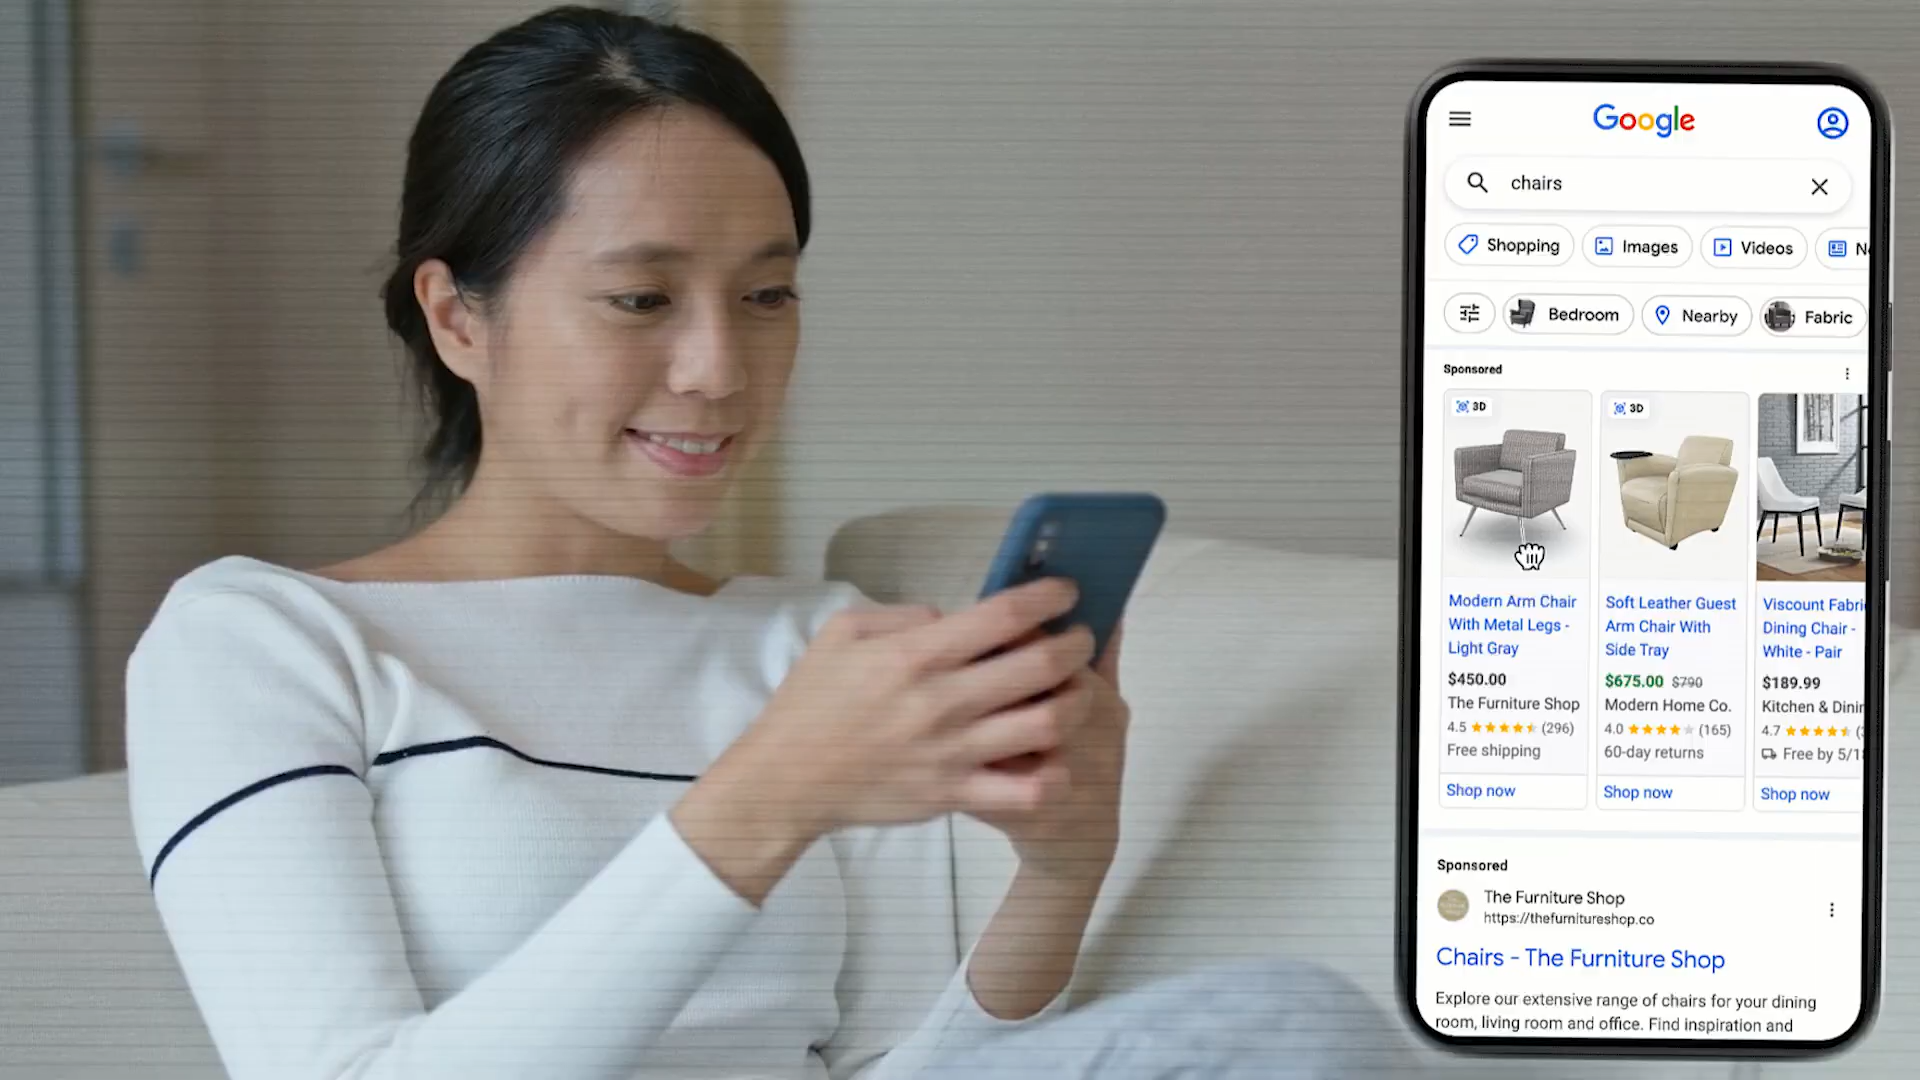 Google
chairs
Shopping
Images
Videos
Bedroom
Nearby
Fabric
Sponsored
3D
Modern Arm Chair
With Metal Legs -
Light Gray
$450.00
The Furniture Shop
4.5 (296)
Free shipping
Shop now
3D
Soft Leather Guest
Arm Chair With
Side Tray
$675.00 $790
Modern Home Co.
4.0 (165)
60-day returns
Shop now
Viscount
Dining Chair -
White - Pair
$189.99
Kitchen &
4.7
Free by
Shop now
Sponsored
The Furniture Shop
https://thefurnitureshop.co
Chairs - The Furniture Shop
Explore our extensive range of chairs for your dining
room, living room and office. Find inspiration and